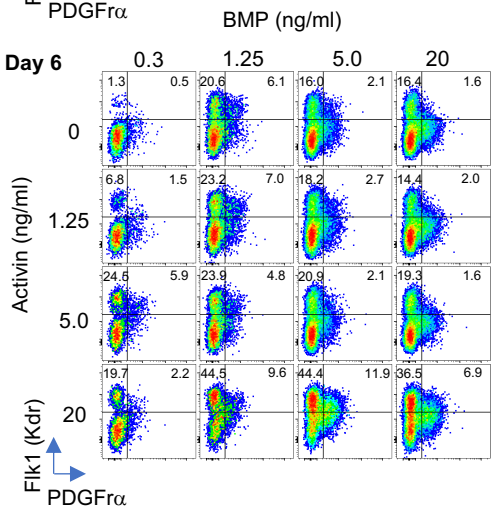 PDGFrα
BMP (ng/ml)
Day 6
0.3 1.25 5.0 20
1.3 0.5 20.6 6.1 16.0 2.1 16.4 1.6
0
6.8 1.5 23.2 7.0 18.2 2.7 14.4 2.0
1.25
24.6 5.9 23.9 4.8 20.9 2.1 19.3 1.6
5.0
19.7 2.2 44.5 9.6 44.4 11.9 36.5 6.9
20
Activin (ng/ml)
Flk1 (Kdr)
PDGFrα